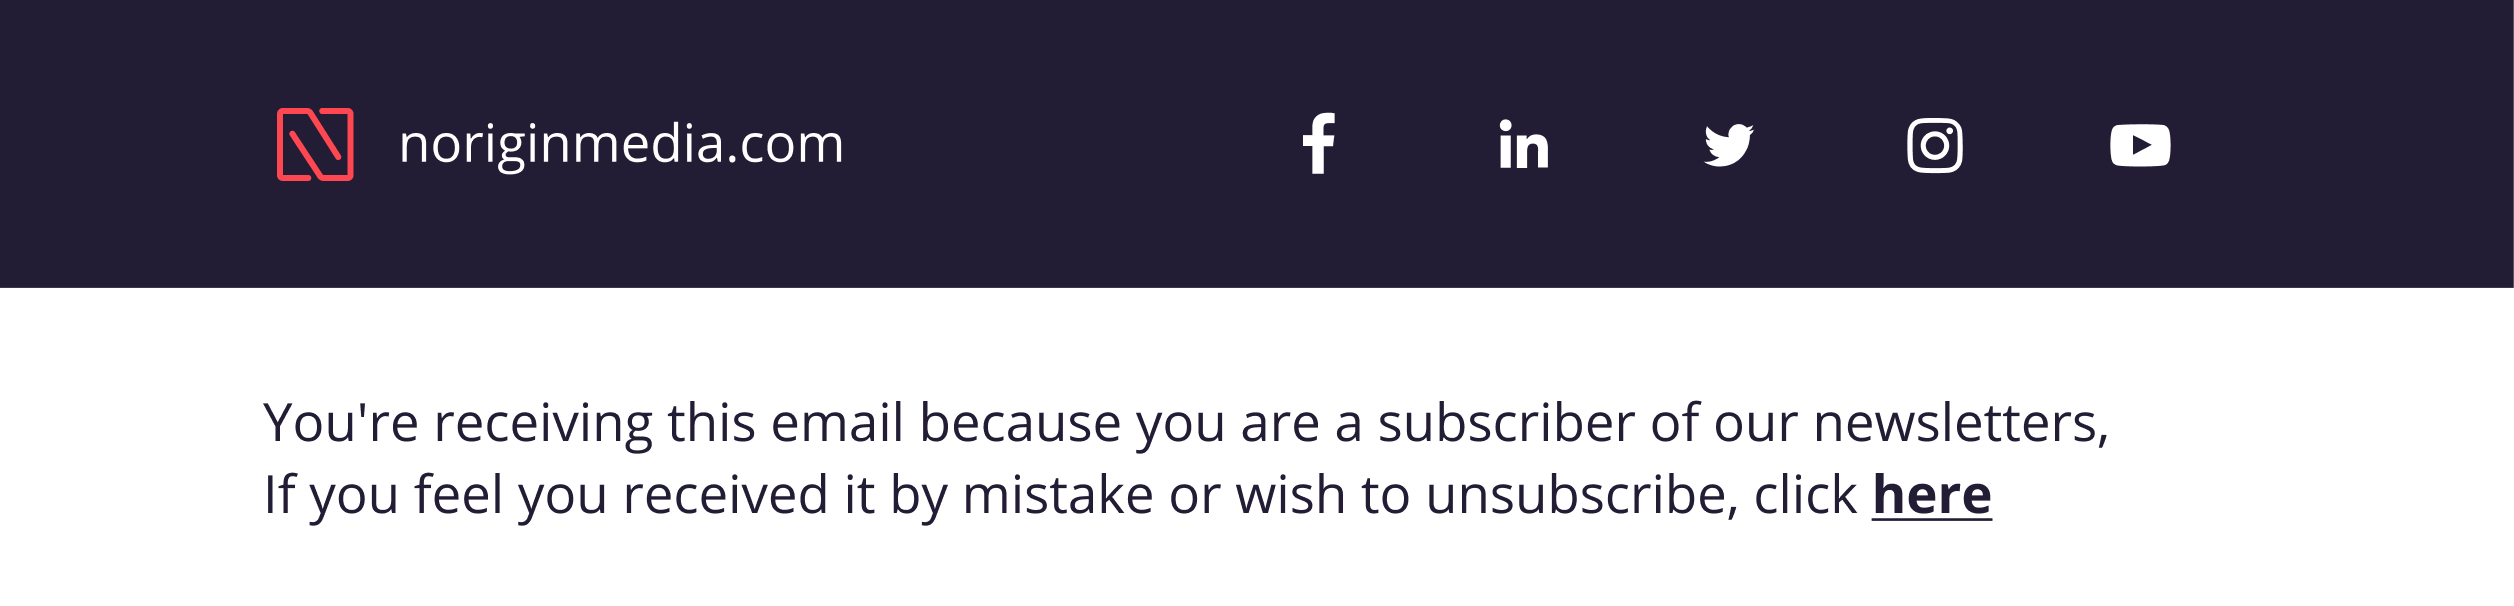 noriginmedia.com
You're receiving this email because you are a subscriber of our newsletters,
If you feel you received it by mistake or wish to unsubscribe, click here